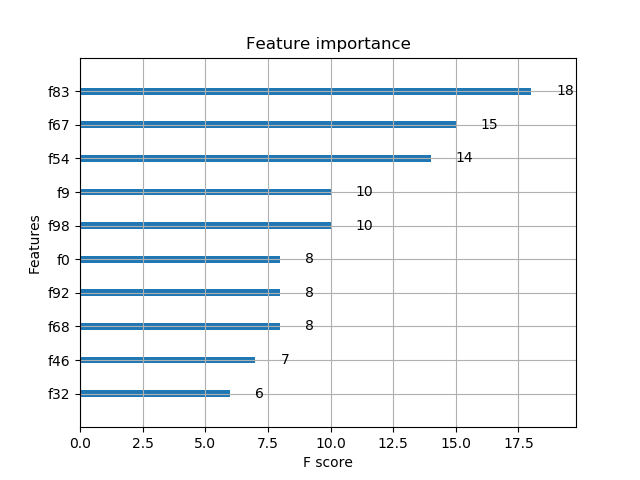 Feature importance
Features
f83 18
f67 15
f54 14
f9 10
f98 10
f0 8
f92 8
f68 8
f46 7
f32 6
0.0 2.5 5.0 7.5 10.0 12.5 15.0 17.5
F score